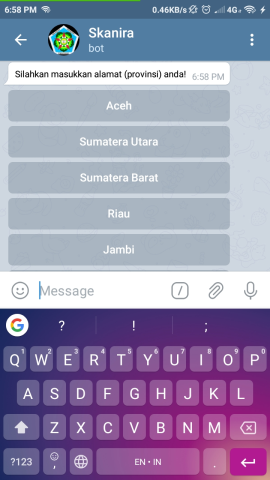 6:58 PM 0.46KB/s 4G
Skanira
bot
Silahkan masukkan alamat (provinsi) anda! 6:58 PM
Aceh
Sumatera Utara
Sumatera Barat
Riau
Jambi
Message
? ! ;
1 2 3 4 5 6 7 8 9 0
Q W E R T Y U I O P
A S D F G H J K L
Z X C V B N M
?123 , EN • IN .